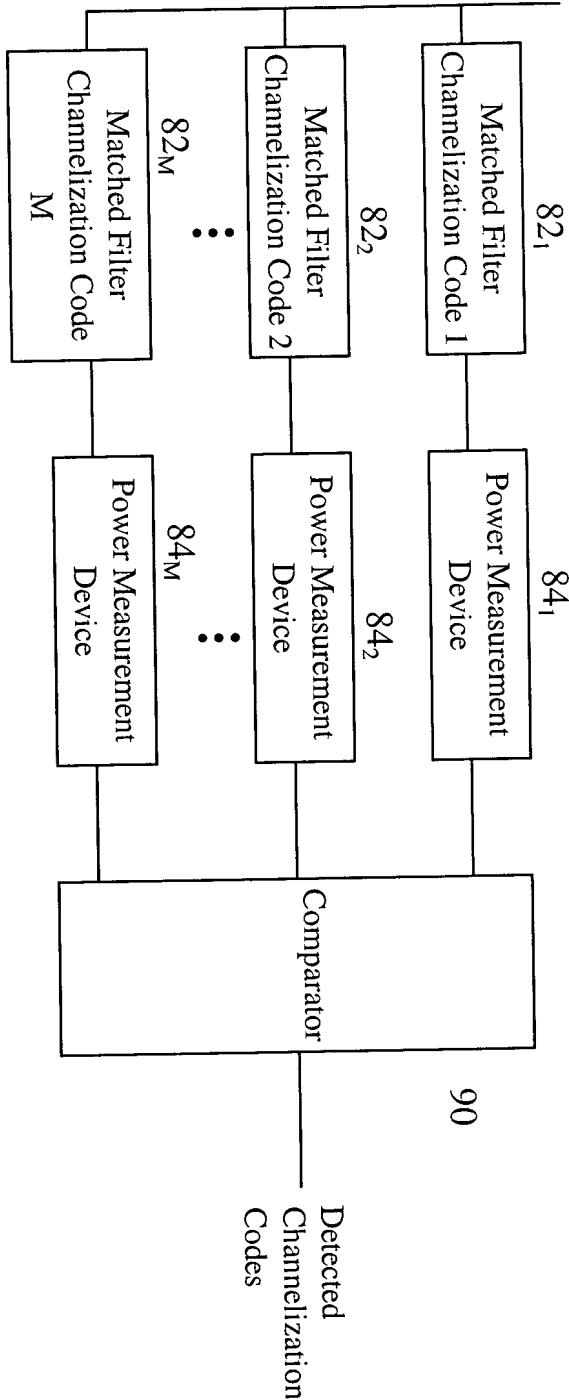 82₁
Matched Filter
Channelization Code 1
84₁
Power Measurement
Device
82₂
Matched Filter
Channelization Code 2
84₂
Power Measurement
Device
82M
Matched Filter
Channelization Code
M
84M
Power Measurement
Device
Comparator
90
Detected
Channelization
Codes